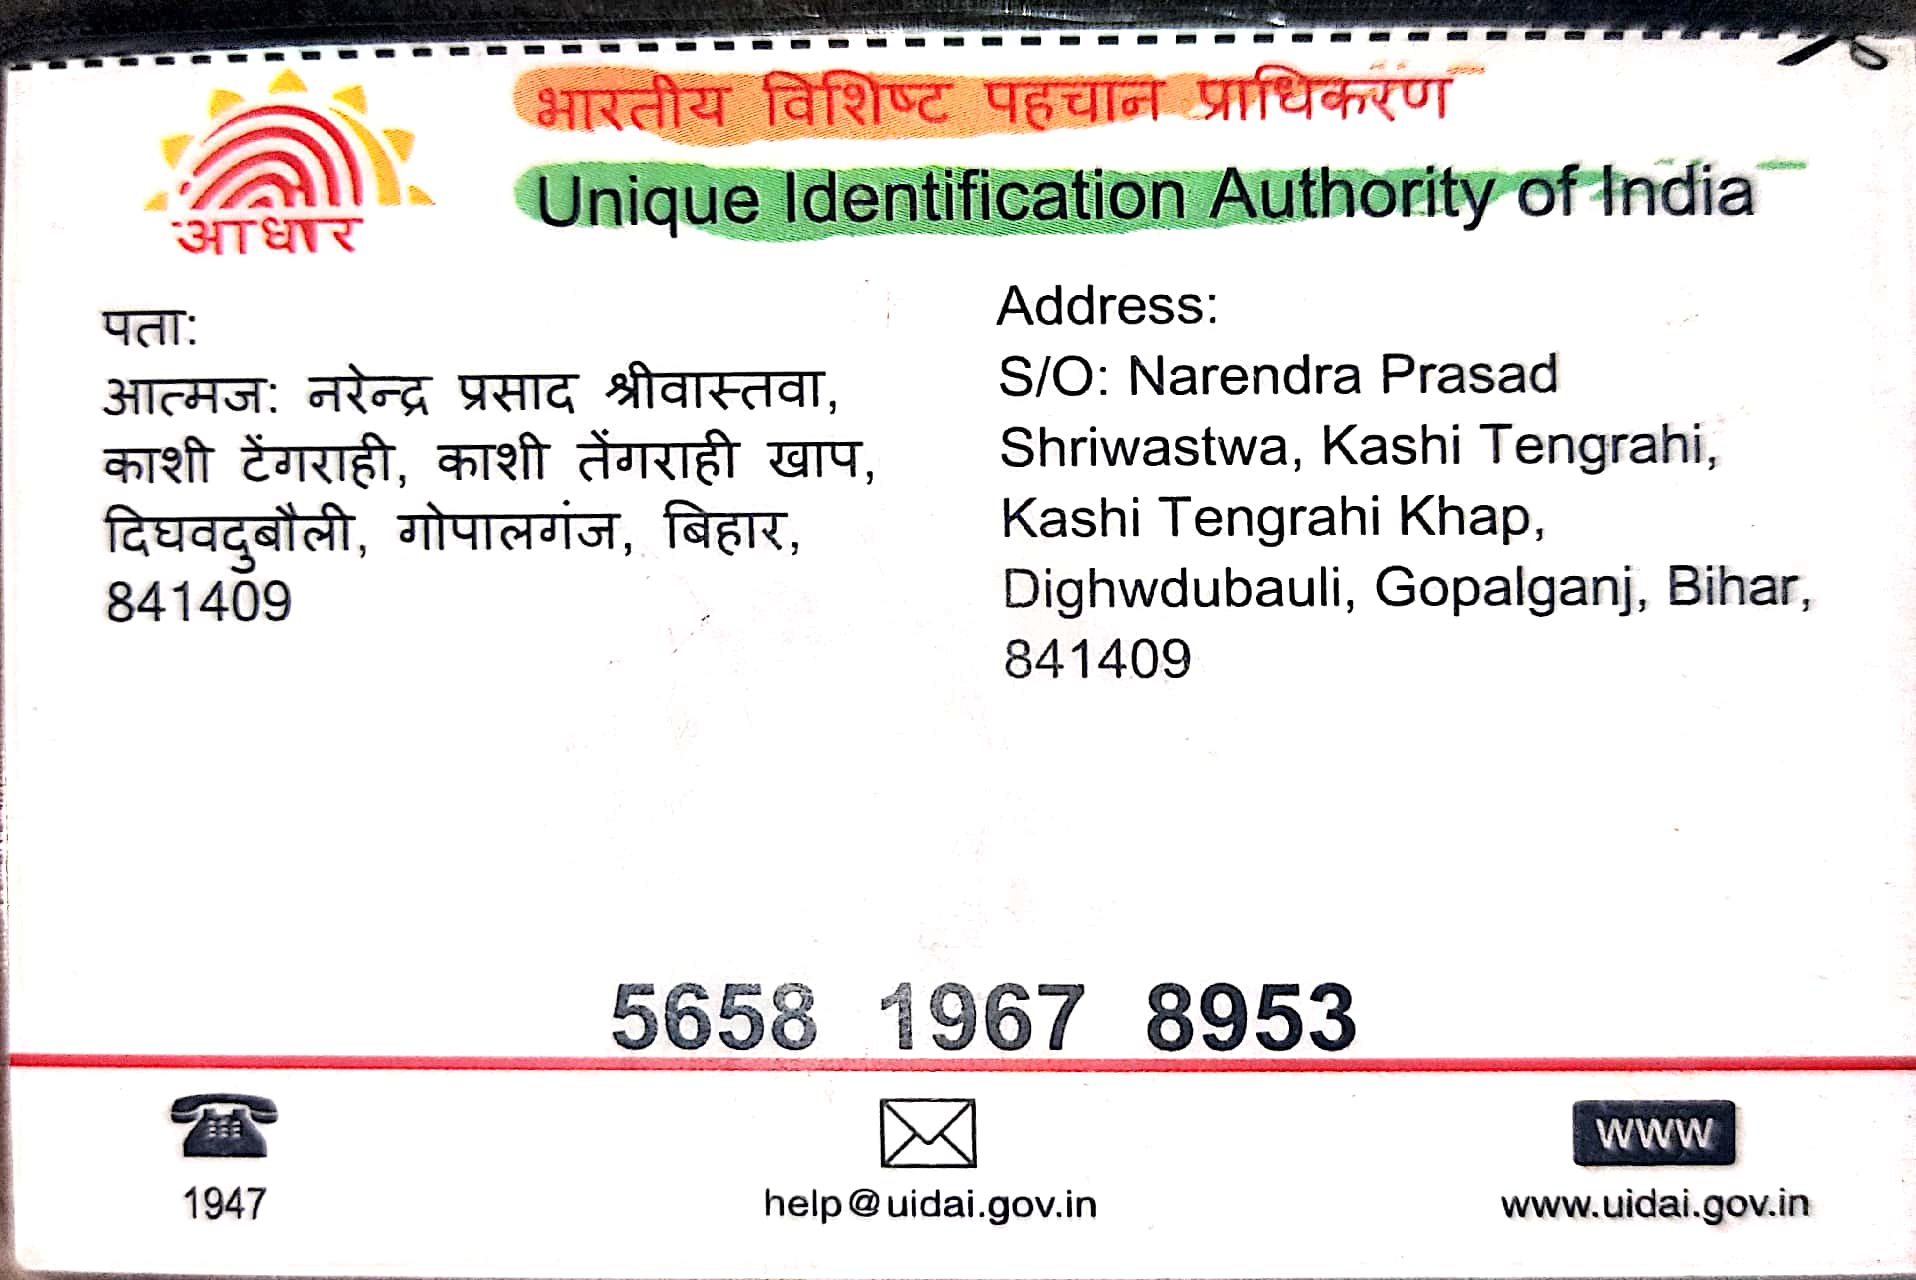 आधार
भारतीय विशिष्ट पहचान प्राधिकरण
Unique Identification Authority of India
पता:
आत्मज: नरेन्द्र प्रसाद श्रीवास्तवा,
काशी टेंगराही, काशी तेंगराही खाप,
दिघवदुबौली, गोपालगंज, बिहार,
841409
Address:
S/O: Narendra Prasad
Shriwastwa, Kashi Tengrahi,
Kashi Tengrahi Khap,
Dighwdubauli, Gopalganj, Bihar,
841409
5658 1967 8953
1947
help@uidai.gov.in
www
www.uidai.gov.in